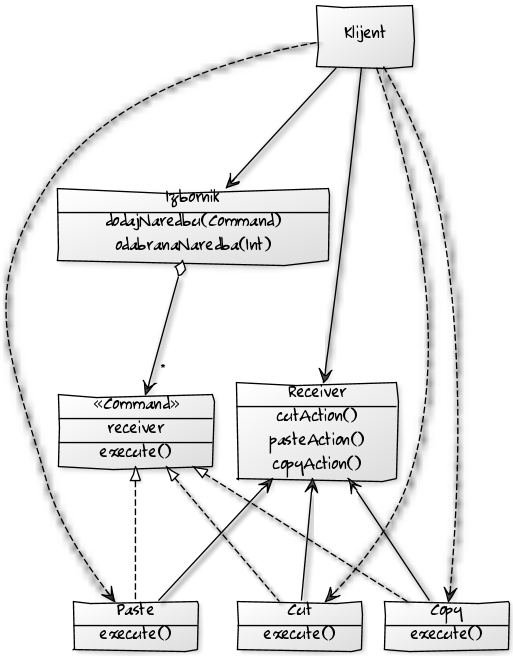 Klijent
Izbornik
dodajNaredbu(Command)
odabranaNaredba(Int)
*
<<Command>>
receiver
execute()
Receiver
cutAction()
pasteAction()
copyAction()
Paste
execute()
Cut
execute()
Copy
execute()